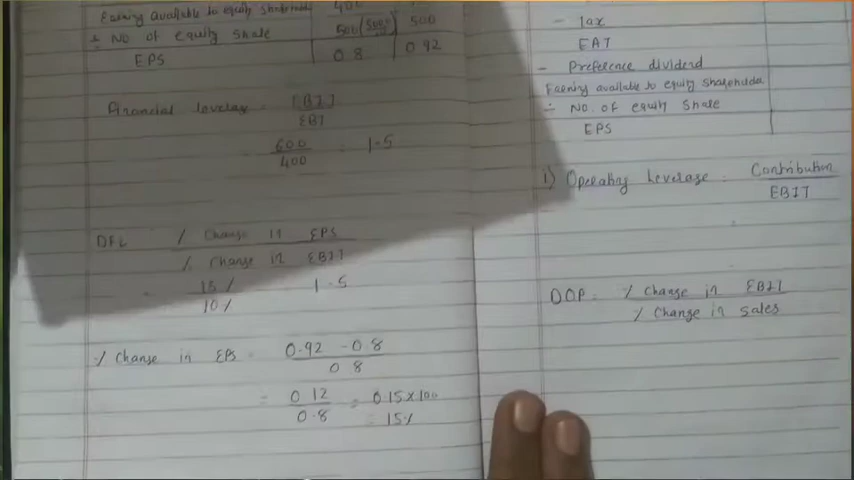 Earning available to equity shareholders 400
∴ No of equity Share 500 (500) 500
EPS 0.8 0.92
Financial leverage = EBIT
EBT
600 = 1.5
400
DFL % Change in EPS
% Change in EBIT
= 15% 1.5
10%
% Change in EPS = 0.92 - 0.8
0.8
= 0.12 = 0.15 x 100
0.8 = 15%
- Tax
EAT
- Preference dividend
Earning available to equity shareholder
∴ No. of equity Share
EPS
i) Operating Leverage = Contribution
EBIT
=
DOP = % Change in EBIT
% Change in Sales